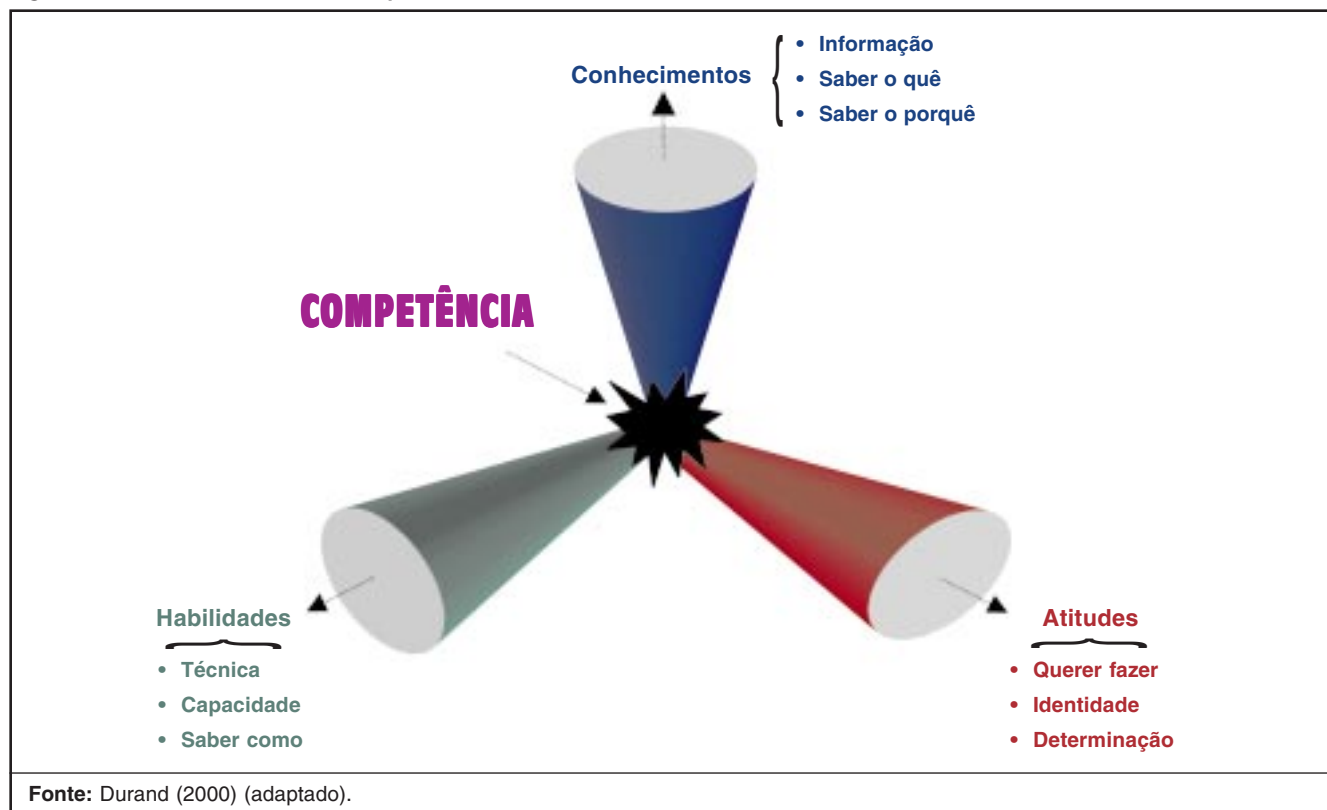 Conhecimentos
• Informação
• Saber o quê
• Saber o porquê
COMPETÊNCIA
Habilidades
• Técnica
• Capacidade
• Saber como
Atitudes
• Querer fazer
• Identidade
• Determinação
Fonte: Durand (2000) (adaptado).